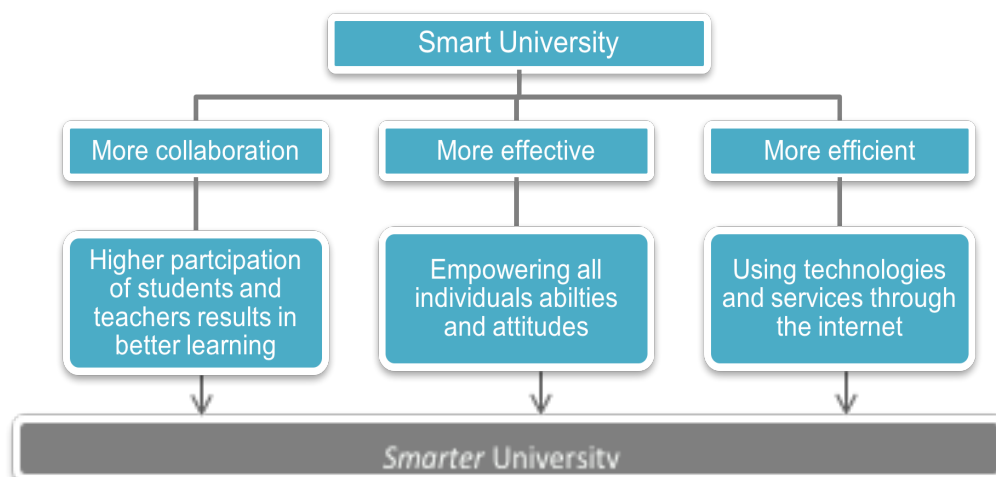 Smart University
More collaboration
More effective
More efficient
Higher partcipation
of students and
teachers results in
better learning
Empowering all
individuals abilties
and attitudes
Using technologies
and services through
the internet
Smarter University